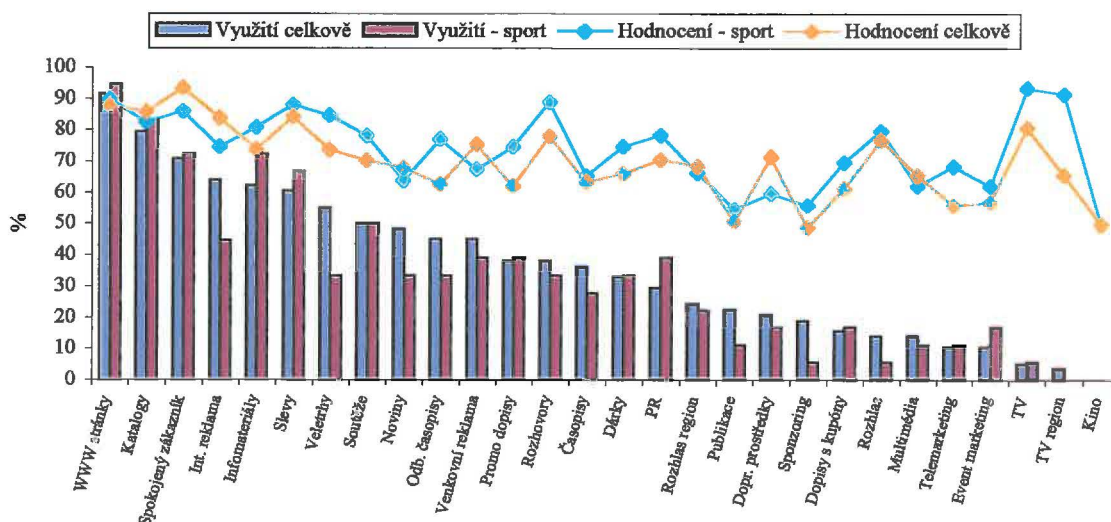 Využití celkově Využití - sport Hodnocení - sport Hodnocení celkově
100
90
80
70
60
50
40
30
20
10
0
%
WWW stránky
Katalogy
Spokojený zákazník
Int. reklama
Infomateriály
Slevy
Veletrhy
Soutěže
Noviny
Odb. časopisy
Venkovní reklama
Promo dopisy
Rozhovory
Časopisy
Dárky
PR
Rozhlas region
Publikace
Dopr. prostředky
Sponzoring
Dopisy s kupóny
Rozhlas
Multimédia
Telemarketing
Event marketing
TV
TV region
Kino